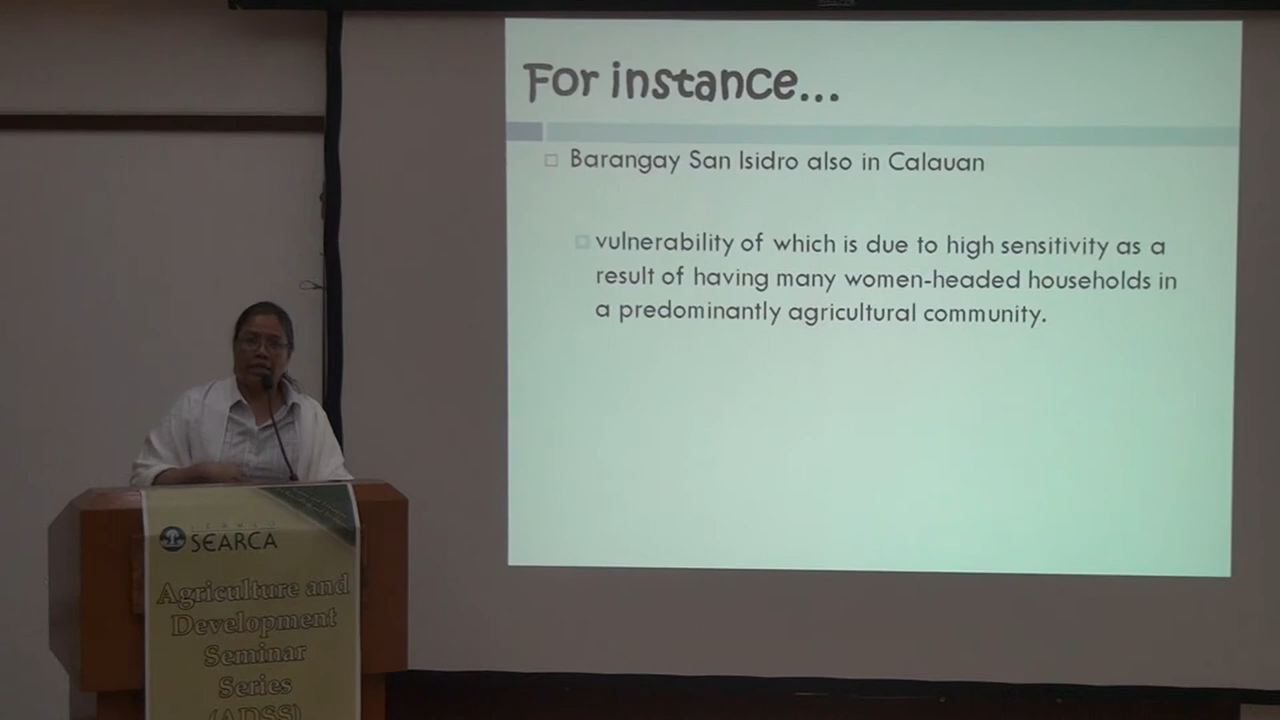 For instance...
Barangay San Isidro also in Calauan
vulnerability of which is due to high sensitivity as a
result of having many women-headed households in
a predominantly agricultural community.
SEARCA
Agriculture and
Development
Seminar
Series
(ADSS)